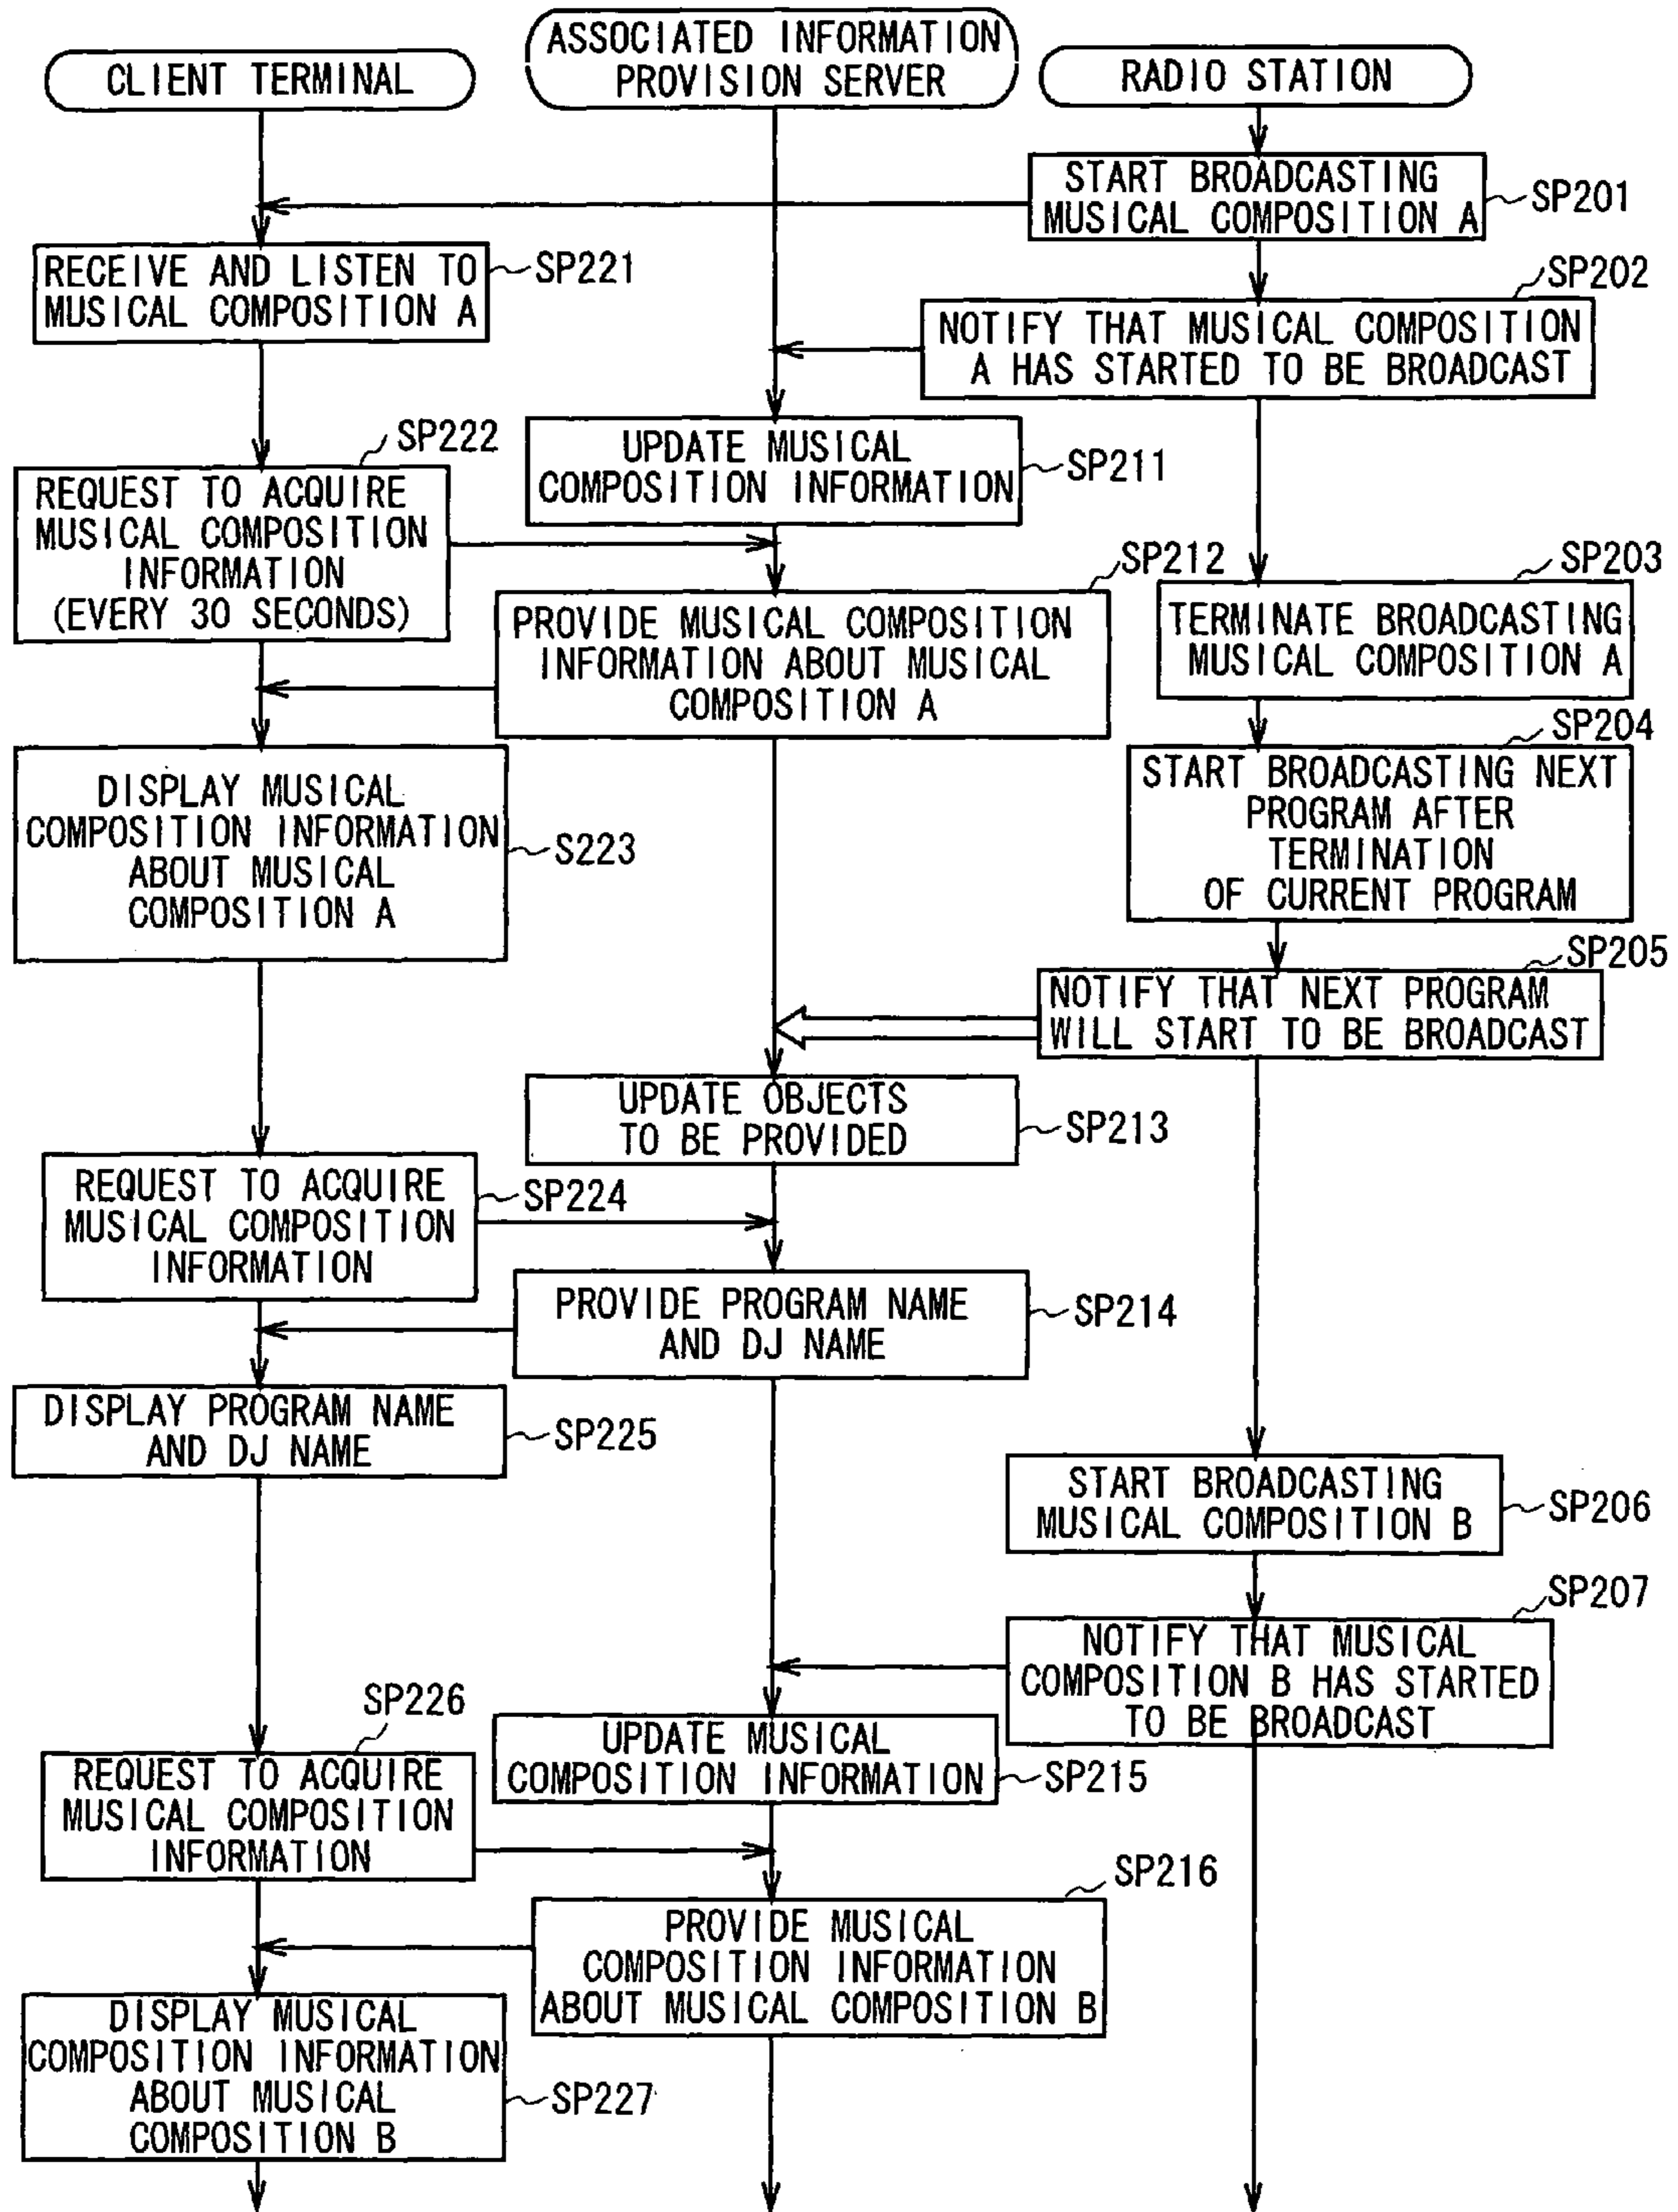 CLIENT TERMINAL
ASSOCIATED INFORMATION
PROVISION SERVER
RADIO STATION
START BROADCASTING
MUSICAL COMPOSITION A
SP201
RECEIVE AND LISTEN TO
MUSICAL COMPOSITION A
SP221
SP202
NOTIFY THAT MUSICAL COMPOSITION
A HAS STARTED TO BE BROADCAST
UPDATE MUSICAL
COMPOSITION INFORMATION
SP211
SP222
REQUEST TO ACQUIRE
MUSICAL COMPOSITION
INFORMATION
(EVERY 30 SECONDS)
SP212
PROVIDE MUSICAL COMPOSITION
INFORMATION ABOUT MUSICAL
COMPOSITION A
SP203
TERMINATE BROADCASTING
MUSICAL COMPOSITION A
DISPLAY MUSICAL
COMPOSITION INFORMATION
ABOUT MUSICAL
COMPOSITION A
S223
SP204
START BROADCASTING NEXT
PROGRAM AFTER
TERMINATION
OF CURRENT PROGRAM
SP205
NOTIFY THAT NEXT PROGRAM
WILL START TO BE BROADCAST
UPDATE OBJECTS
TO BE PROVIDED
SP213
REQUEST TO ACQUIRE
MUSICAL COMPOSITION
INFORMATION
SP224
PROVIDE PROGRAM NAME
AND DJ NAME
SP214
DISPLAY PROGRAM NAME
AND DJ NAME
SP225
START BROADCASTING
MUSICAL COMPOSITION B
SP206
SP207
NOTIFY THAT MUSICAL
COMPOSITION B HAS STARTED
TO BE BROADCAST
UPDATE MUSICAL
COMPOSITION INFORMATION
SP215
SP226
REQUEST TO ACQUIRE
MUSICAL COMPOSITION
INFORMATION
SP216
PROVIDE MUSICAL
COMPOSITION INFORMATION
ABOUT MUSICAL COMPOSITION B
DISPLAY MUSICAL
COMPOSITION INFORMATION
ABOUT MUSICAL
COMPOSITION B
SP227